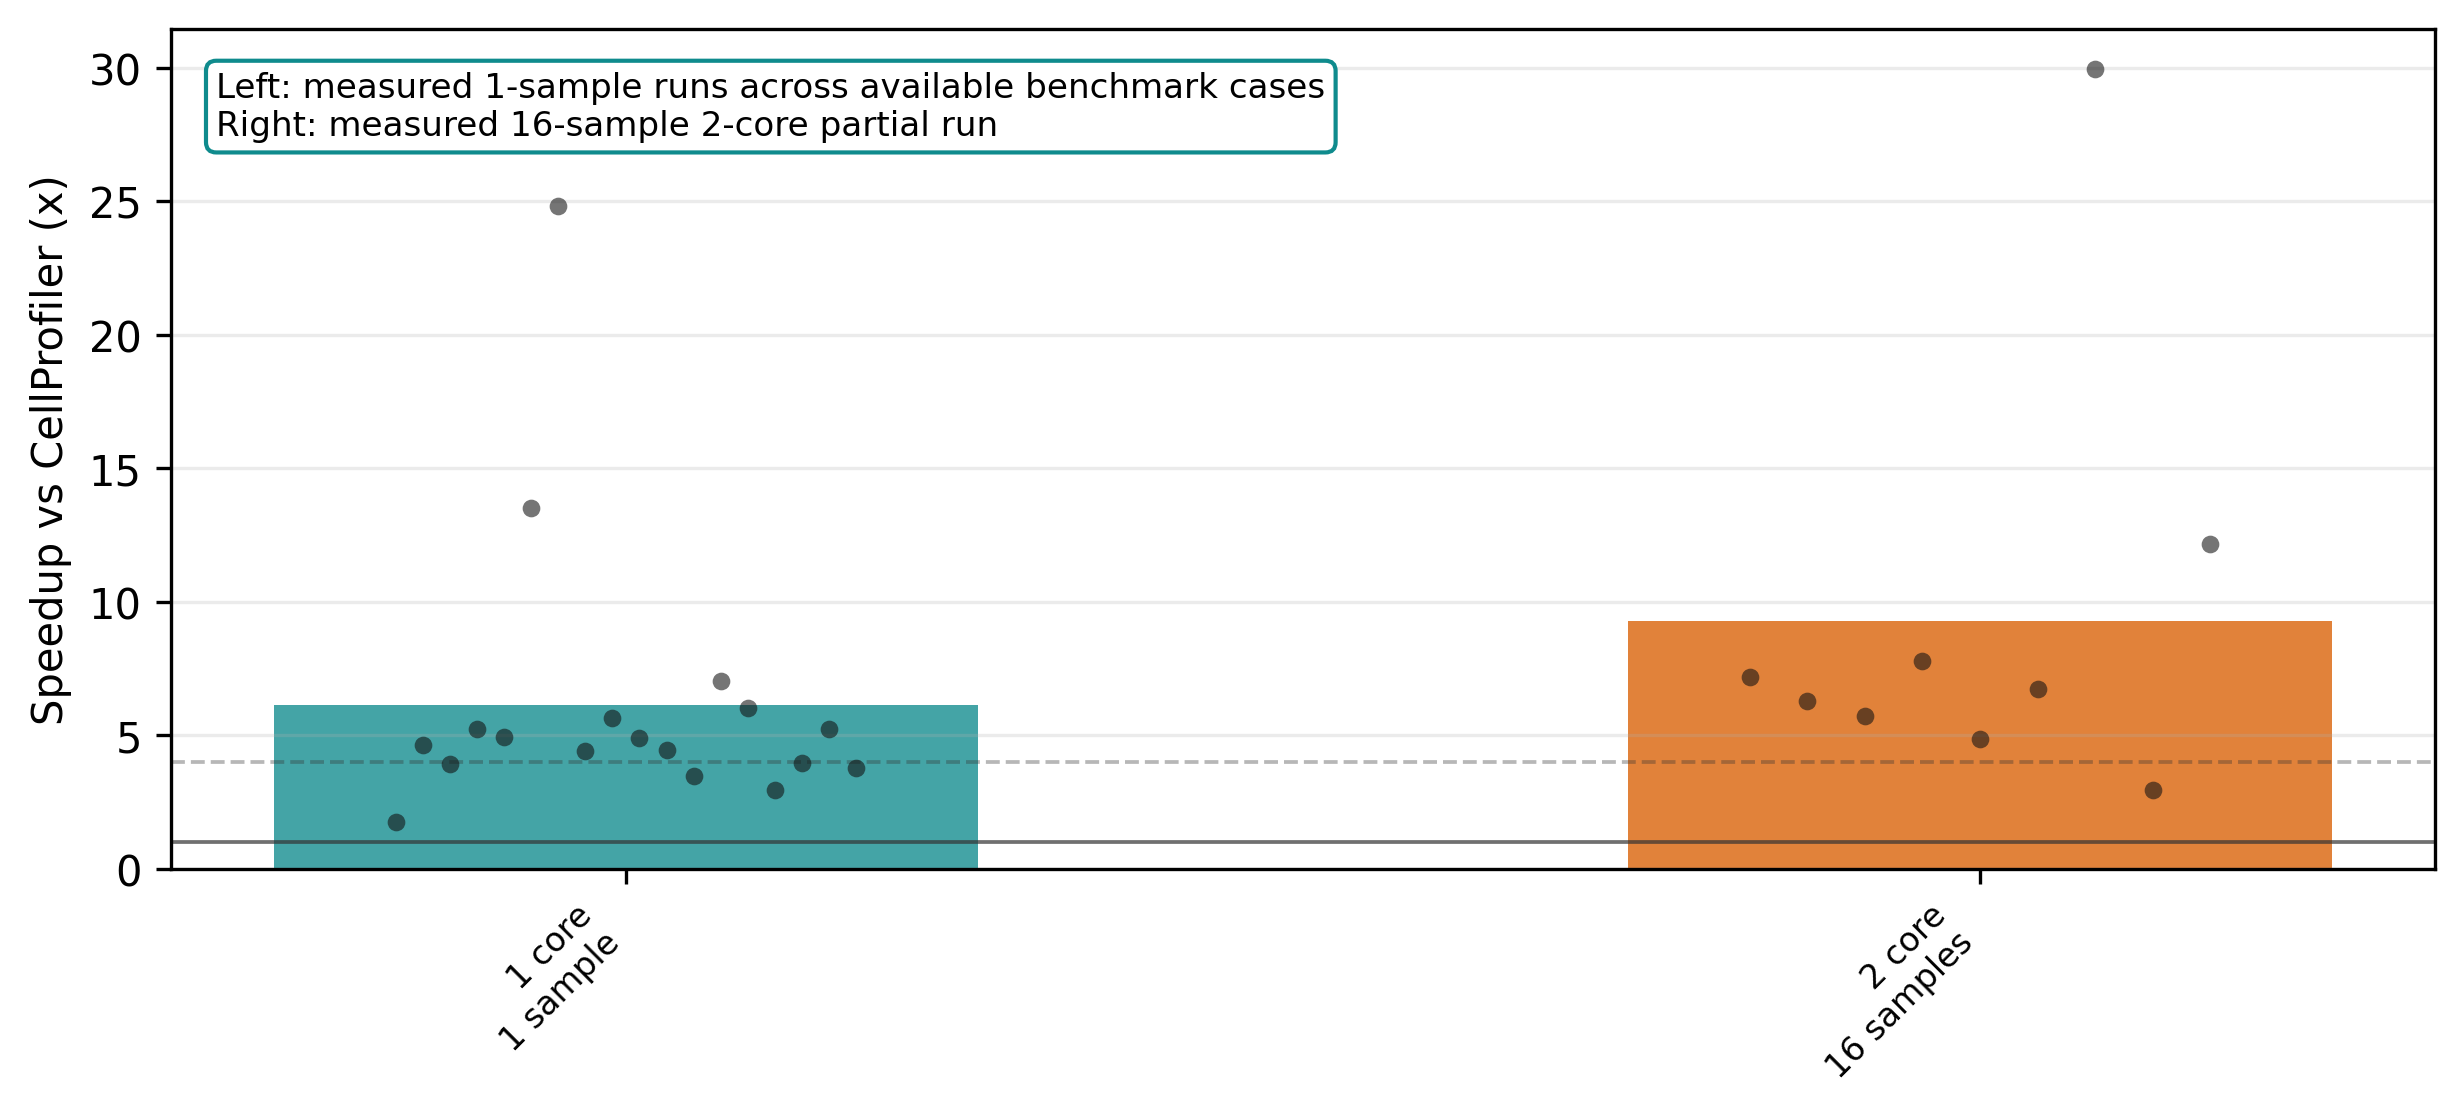 Speedup vs CellProfiler (x)
30
25
20
15
10
5
0
Left: measured 1-sample runs across available benchmark cases
Right: measured 16-sample 2-core partial run
1 core
1 sample
2 core
16 samples